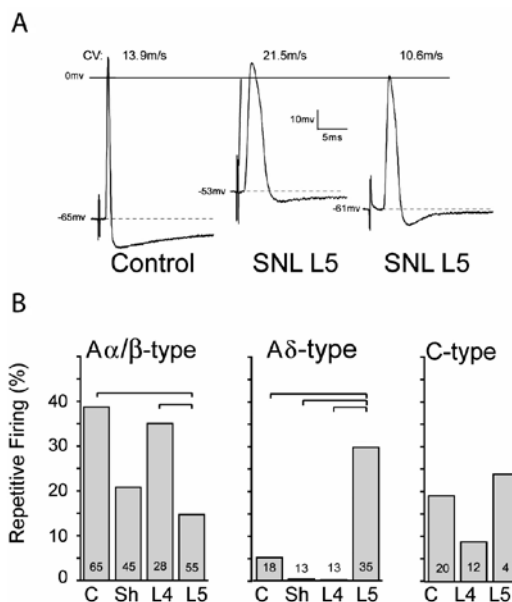 A
CV: 13.9m/s 21.5m/s 10.6m/s
0mv
10mv
5ms
-53mv
-61mv
-65mv
Control SNL L5 SNL L5
B
Aα/β-type Aδ-type C-type
Repetitive Firing (%)
40
30
20
10
0
65 45 28 55 18 13 13 35 20 12 4
C Sh L4 L5 C Sh L4 L5 C L4 L5